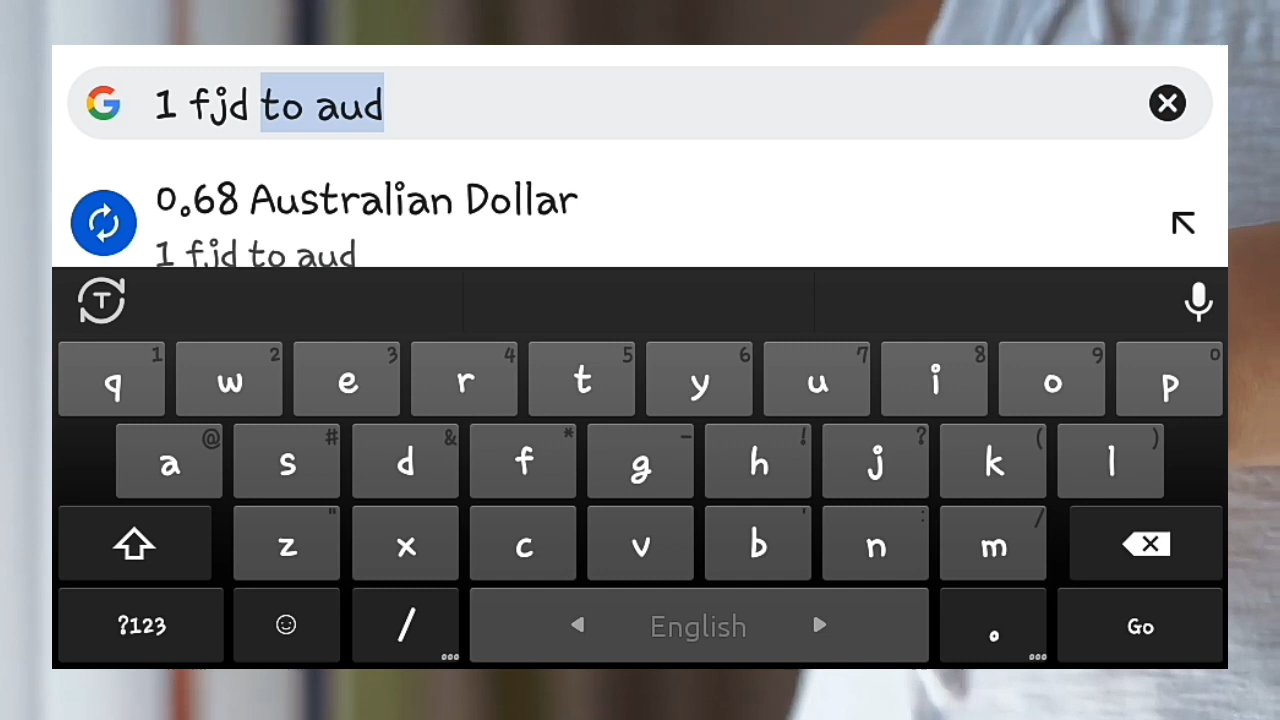 1 fjd to aud
0.68 Australian Dollar
1 fjd to aud
T
1 2 3 4 5 6 7 8 9 0
q w e r t y u i o p
@ # & * - ! ? ( )
a s d f g h j k l
" ' : /
z x c v b n m
?123 / English . Go